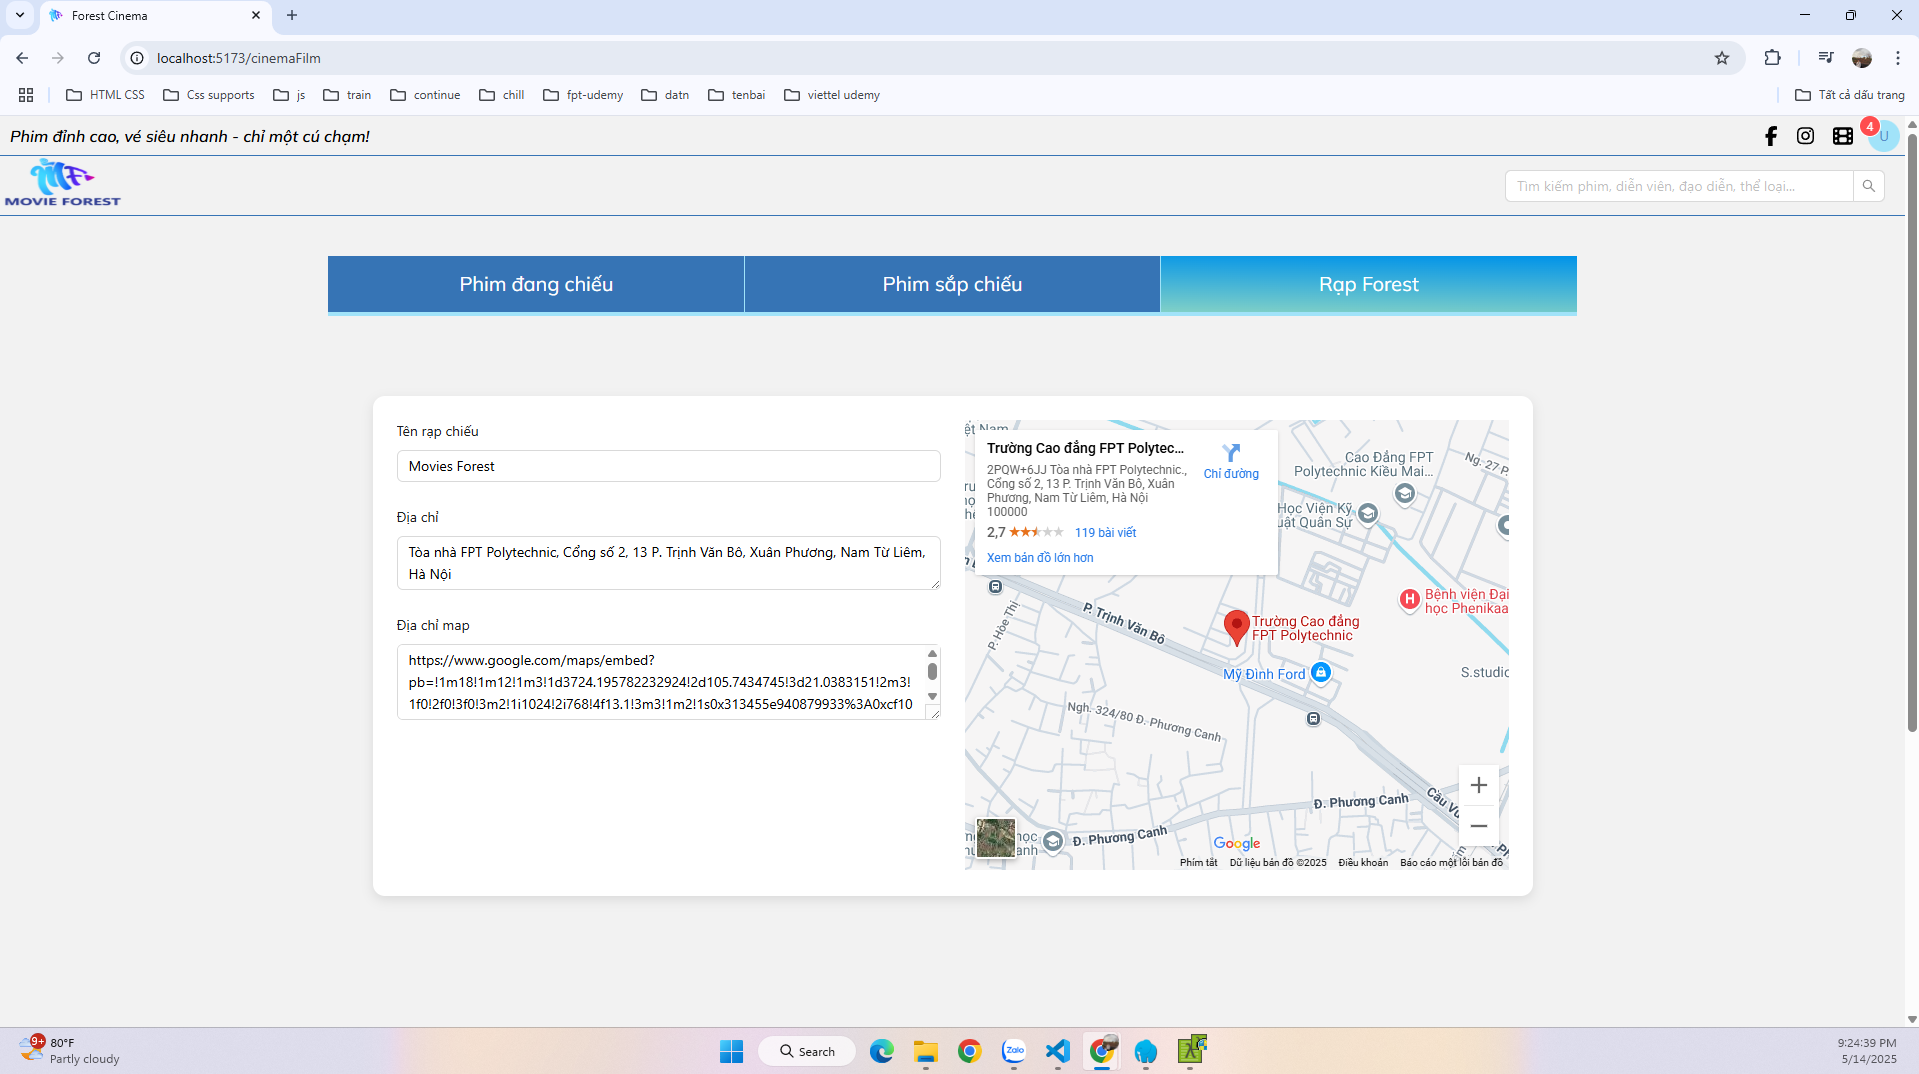 Forest Cinema
localhost:5173/cinemaFilm
HTML CSS
Css supports
js
train
continue
chill
fpt-udemy
datn
tenbai
viettel udemy
Tất cả dấu trang
Phim đỉnh cao, vé siêu nhanh - chỉ một cú chạm!
4
U
MF
MOVIE FOREST
Tìm kiếm phim, diễn viên, đạo diễn, thể loại...
Phim đang chiếu
Phim sắp chiếu
Rạp Forest
Tên rạp chiếu
Movies Forest
Địa chỉ
Tòa nhà FPT Polytechnic, Cổng số 2, 13 P. Trịnh Văn Bô, Xuân Phương, Nam Từ Liêm,
Hà Nội
Địa chỉ map
https://www.google.com/maps/embed?
pb=!1m18!1m12!1m3!1d3724.195782232924!2d105.7434745!3d21.0383151!2m3!
1f0!2f0!3f0!3m2!1i1024!2i768!4f13.1!3m3!1m2!1s0x313455e940879933%3A0xcf10
ệt Nam
Trường Cao đẳng FPT Polytec...
2PQW+6JJ Tòa nhà FPT Polytechnic.,
Cổng số 2, 13 P. Trịnh Văn Bô, Xuân
Phương, Nam Từ Liêm, Hà Nội
100000
2,7
119 bài viết
Xem bản đồ lớn hơn
Chỉ đường
Cao Đẳng FPT
Polytechnic Kiều Mai...
Ng. 27 P.
Học Viện Kỹ
uật Quân Sự
Bệnh viện Đại
học Phenikaa
P. Hòe Thị
P. Trịnh Văn Bô
Trường Cao đẳng
FPT Polytechnic
Mỹ Đình Ford
S.studio
Ngh. 324/80 Đ. Phương Canh
Đ. Phương Canh
Đ. Phương Canh
Google
Phím tắt
Dữ liệu bản đồ ©2025
Điều khoản
Báo cáo một lỗi bản đồ
9+
80°F
Partly cloudy
Search
Zalo
9:24:39 PM
5/14/2025